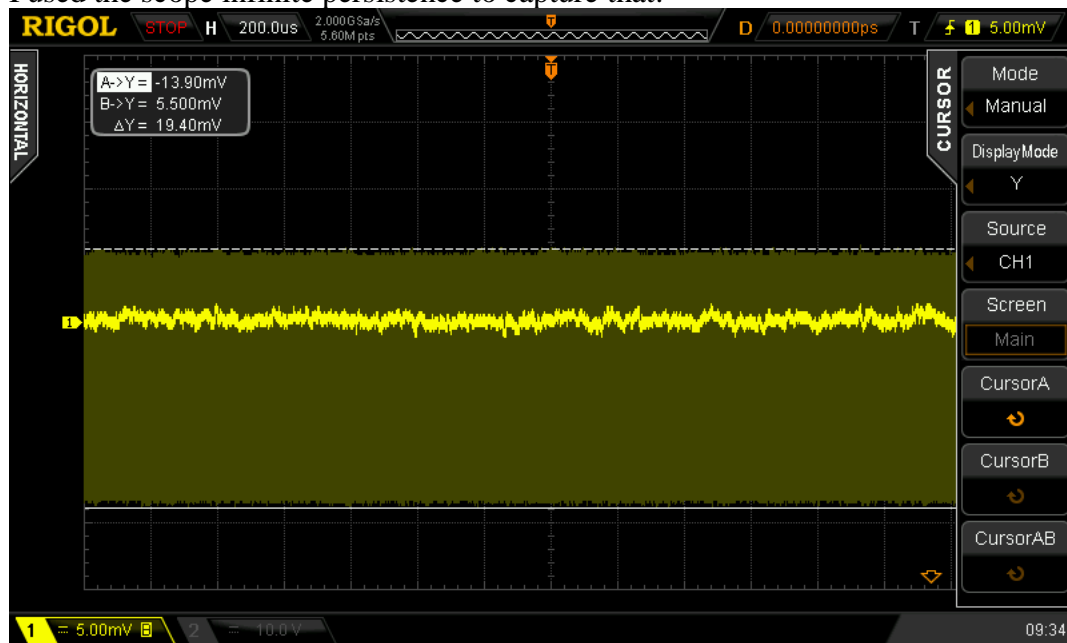 RIGOL STOP H 200.0us 2.000GSa/s 5.60M pts D 0.00000000ps T 1 5.00mV
HORIZONTAL
A->Y = -13.90mV
B->Y = 5.500mV
△Y = 19.40mV
CURSOR
Mode
Manual
DisplayMode
Y
Source
CH1
Screen
Main
CursorA
CursorB
CursorAB
1
1 = 5.00mV B 2 = 10.0V 09:34